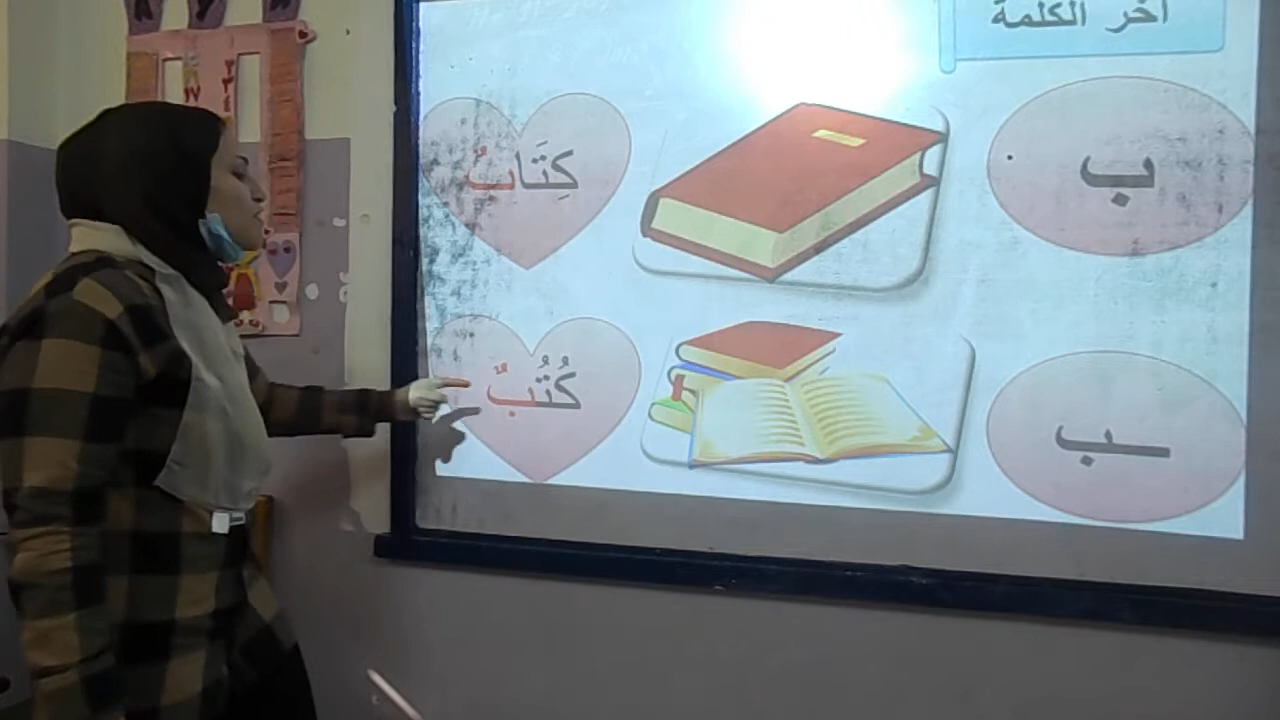 آخر الكلمة
ب
كِتَابٌ
ـب
كُتُبٌ